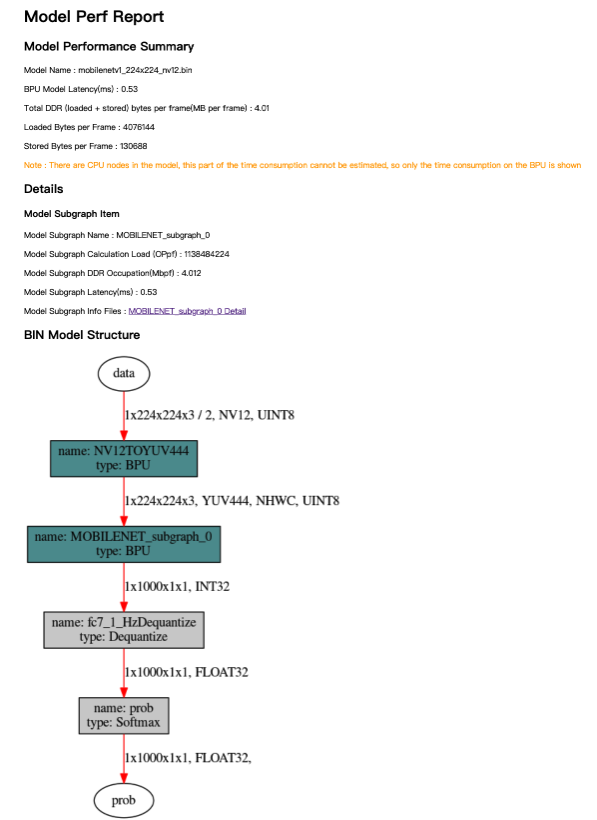 Model Perf Report
Model Performance Summary
Model Name : mobilenetv1_224x224_nv12.bin
BPU Model Latency(ms) : 0.53
Total DDR (loaded + stored) bytes per frame(MB per frame) : 4.01
Loaded Bytes per Frame : 4076144
Stored Bytes per Frame : 130688
Note : There are CPU nodes in the model, this part of the time consumption cannot be estimated, so only the time consumption on the BPU is shown
Details
Model Subgraph Item
Model Subgraph Name : MOBILENET_subgraph_0
Model Subgraph Calculation Load (OPpf) : 1138484224
Model Subgraph DDR Occupation(Mbpf) : 4.012
Model Subgraph Latency(ms) : 0.53
Model Subgraph Info Files : MOBILENET_subgraph_0 Detail
BIN Model Structure
data
1x224x224x3 / 2, NV12, UINT8
name: NV12TOYUV444
type: BPU
1x224x224x3, YUV444, NHWC, UINT8
name: MOBILENET_subgraph_0
type: BPU
1x1000x1x1, INT32
name: fc7_1_HzDequantize
type: Dequantize
1x1000x1x1, FLOAT32
name: prob
type: Softmax
1x1000x1x1, FLOAT32,
prob